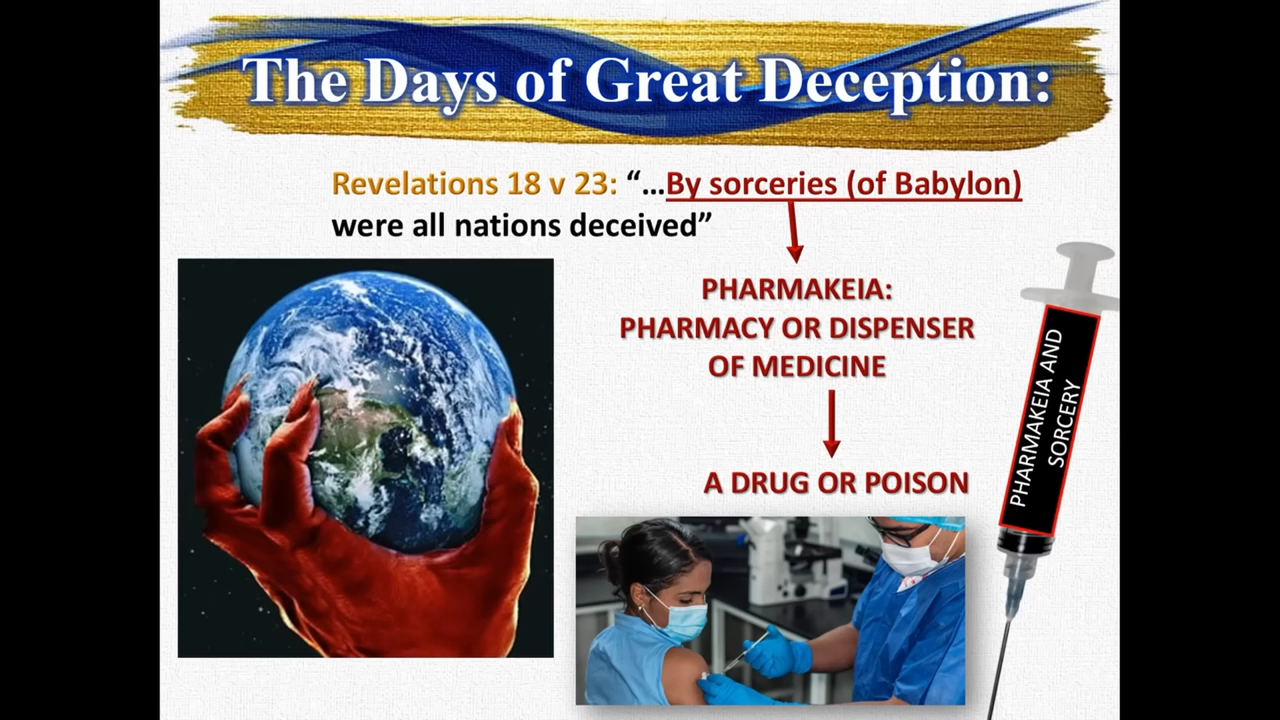 The Days of Great Deception:
Revelations 18 v 23: “...By sorceries (of Babylon)
were all nations deceived”
PHARMAKEIA:
PHARMACY OR DISPENSER
OF MEDICINE
A DRUG OR POISON
PHARMAKEIA AND
SORCERY